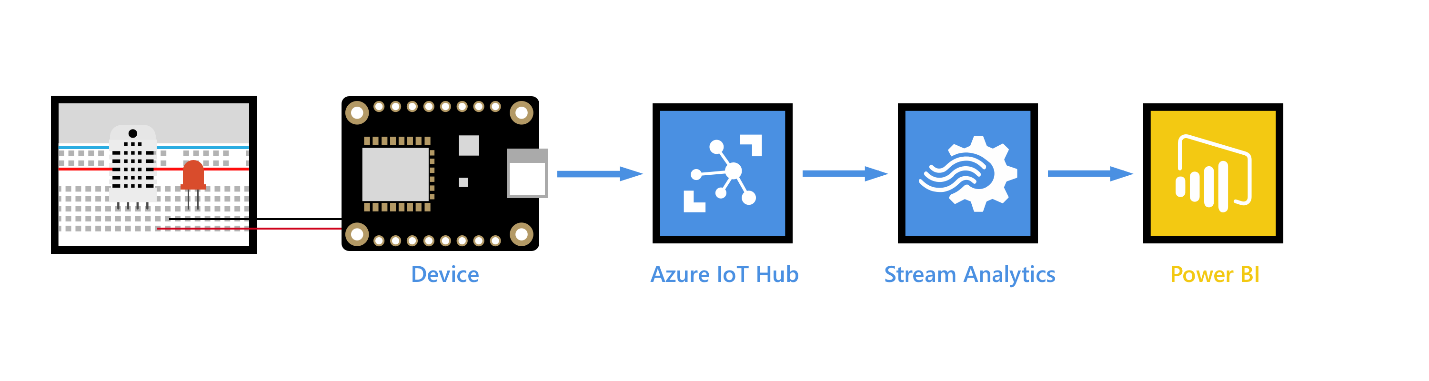 Device
Azure IoT Hub
Stream Analytics
Power BI